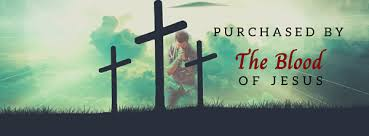 PURCHASED BY
The Blood
OF JESUS